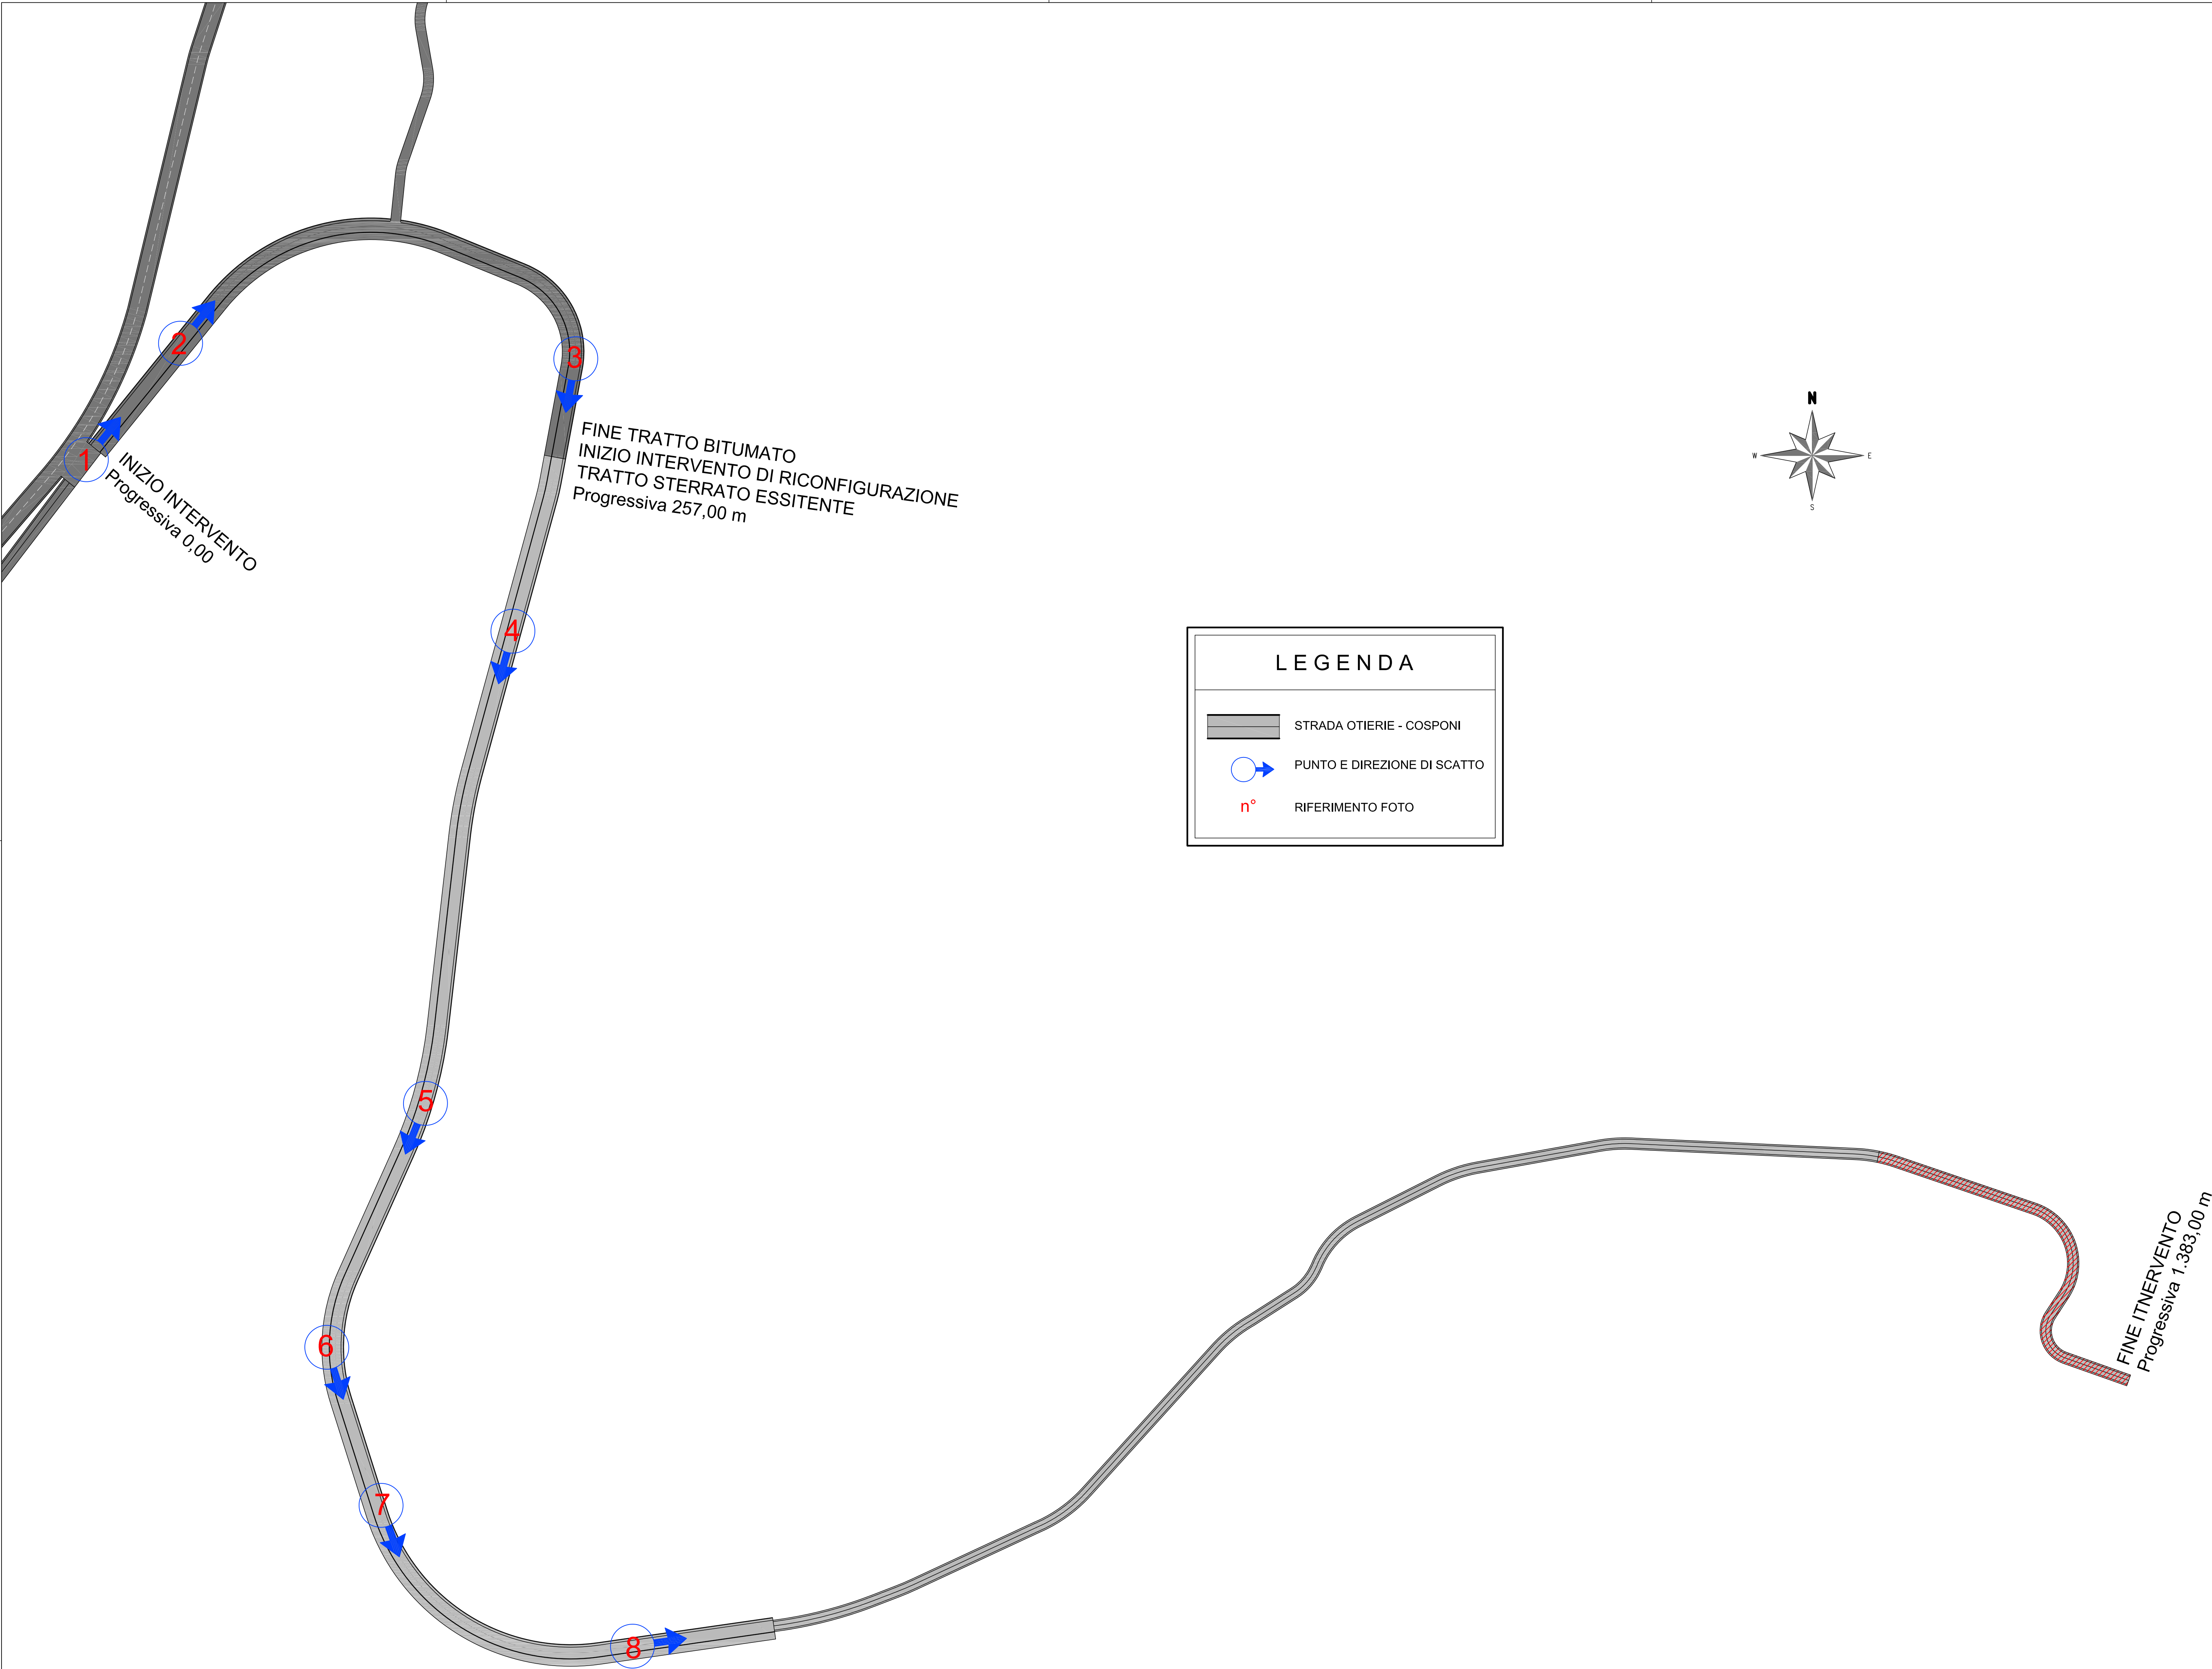 1
2
3
INIZIO INTERVENTO
Progressiva 0,00
FINE TRATTO BITUMATO
INIZIO INTERVENTO DI RICONFIGURAZIONE
TRATTO STERRATO ESSITENTE
Progressiva 257,00 m
N
W
E
S
4
LEGENDA
STRADA OTIERIE - COSPONI
PUNTO E DIREZIONE DI SCATTO
n° RIFERIMENTO FOTO
5
6
7
8
FINE ITNERVENTO
Progressiva 1.383,00 m